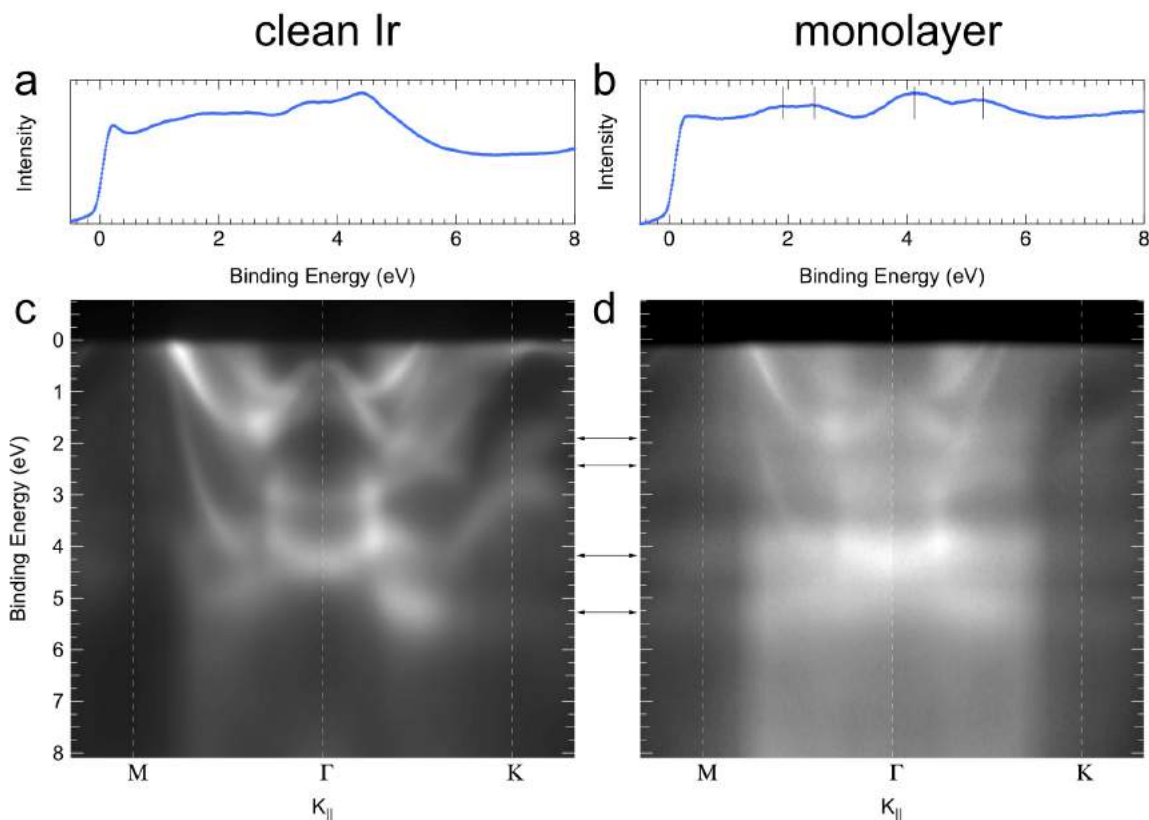 clean Ir
monolayer
a
b
Intensity
Intensity
0 2 4 6 8
0 2 4 6 8
Binding Energy (eV)
Binding Energy (eV)
c
d
0
1
2
3
4
5
6
7
8
Binding Energy (eV)
M Γ K
M Γ K
K||
K||